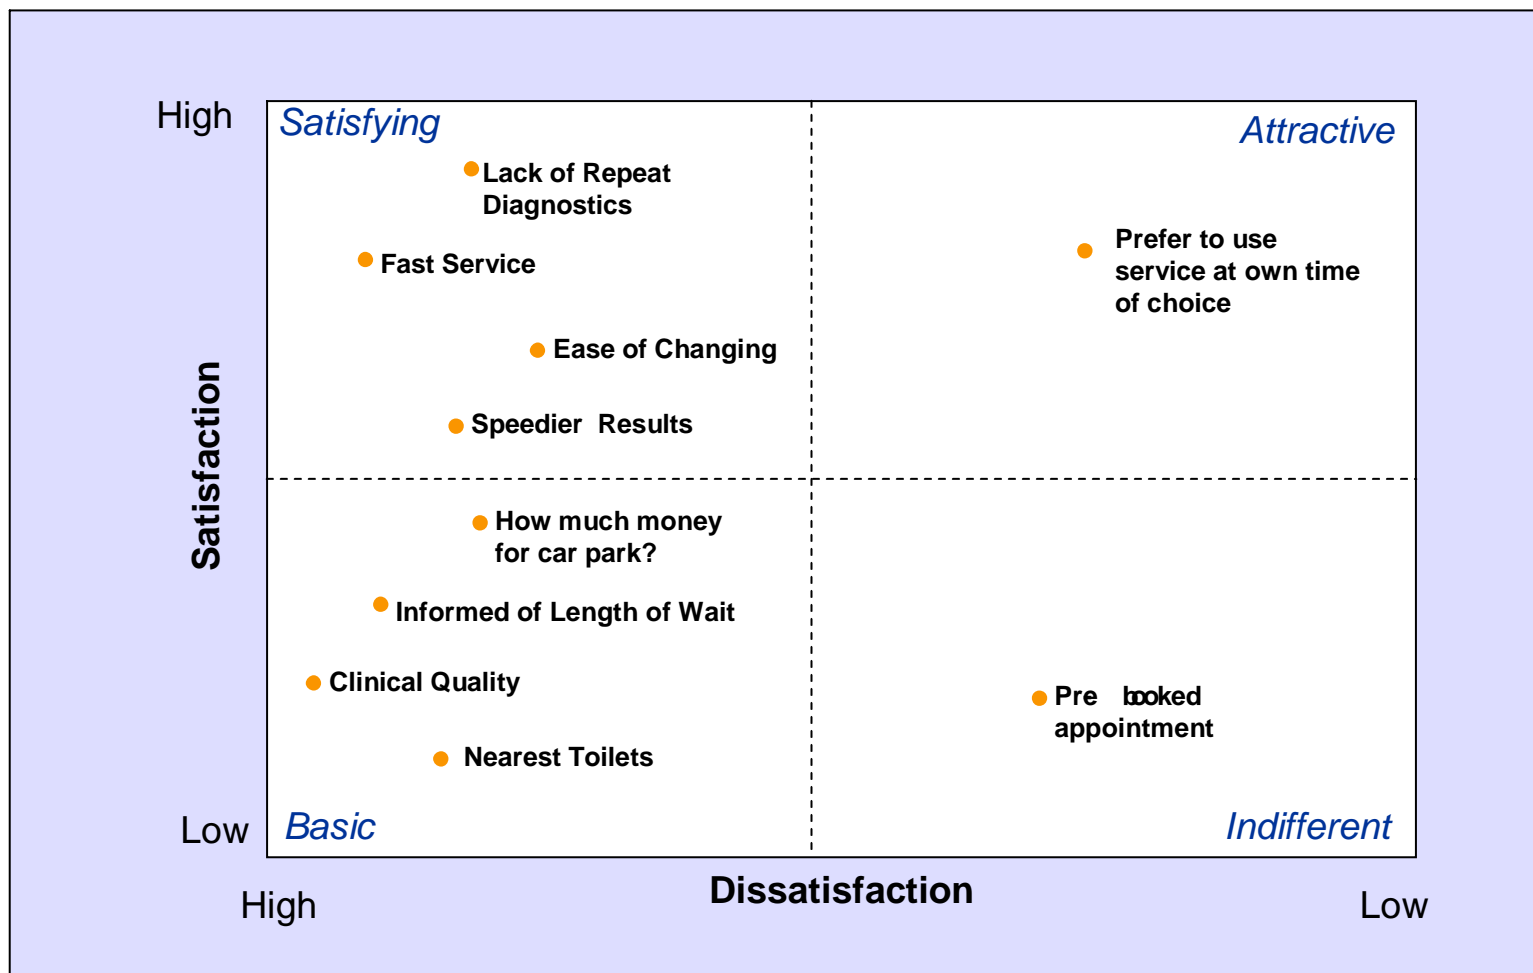 High
Satisfying
Attractive
Lack of Repeat
Diagnostics
Fast Service
Prefer to use
service at own time
of choice
Ease of Changing
Speedier Results
Satisfaction
How much money
for car park?
Informed of Length of Wait
Clinical Quality
Pre booked
appointment
Nearest Toilets
Low
Basic
Indifferent
High
Dissatisfaction
Low